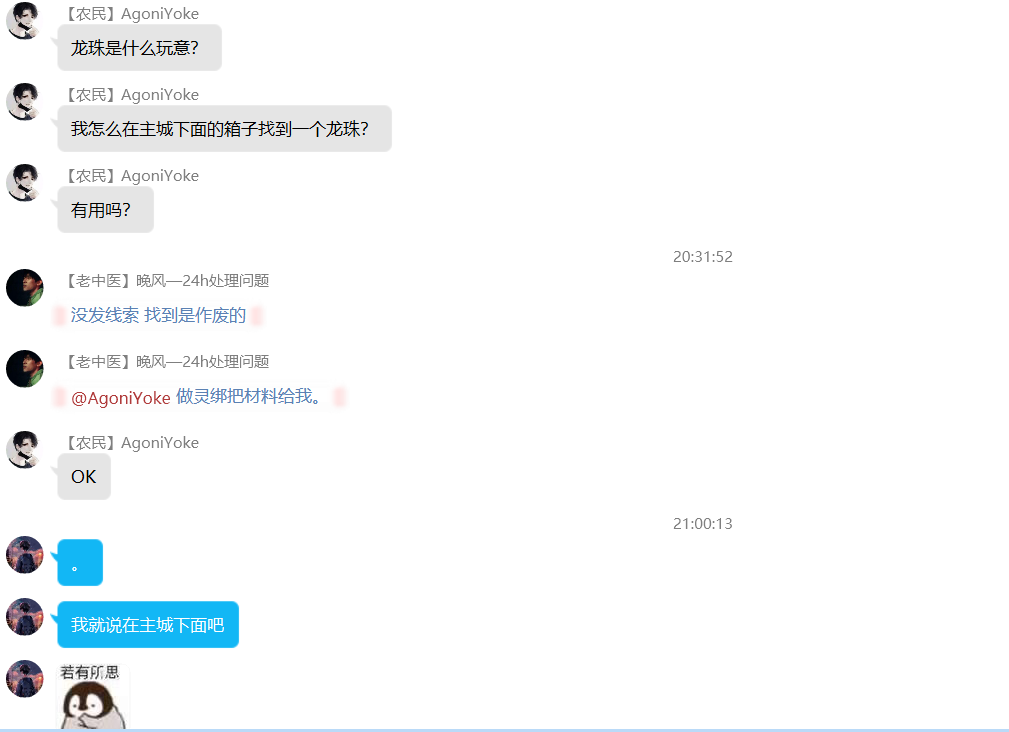 【农民】AgoniYoke
龙珠是什么玩意？
【农民】AgoniYoke
我怎么在主城下面的箱子找到一个龙珠？
【农民】AgoniYoke
有用吗？
20:31:52
【老中医】晚风—24h处理问题
没发线索 找到是作废的
【老中医】晚风—24h处理问题
@AgoniYoke 做灵绑把材料给我。
【农民】AgoniYoke
OK
21:00:13
。
我就说在主城下面吧
若有所思